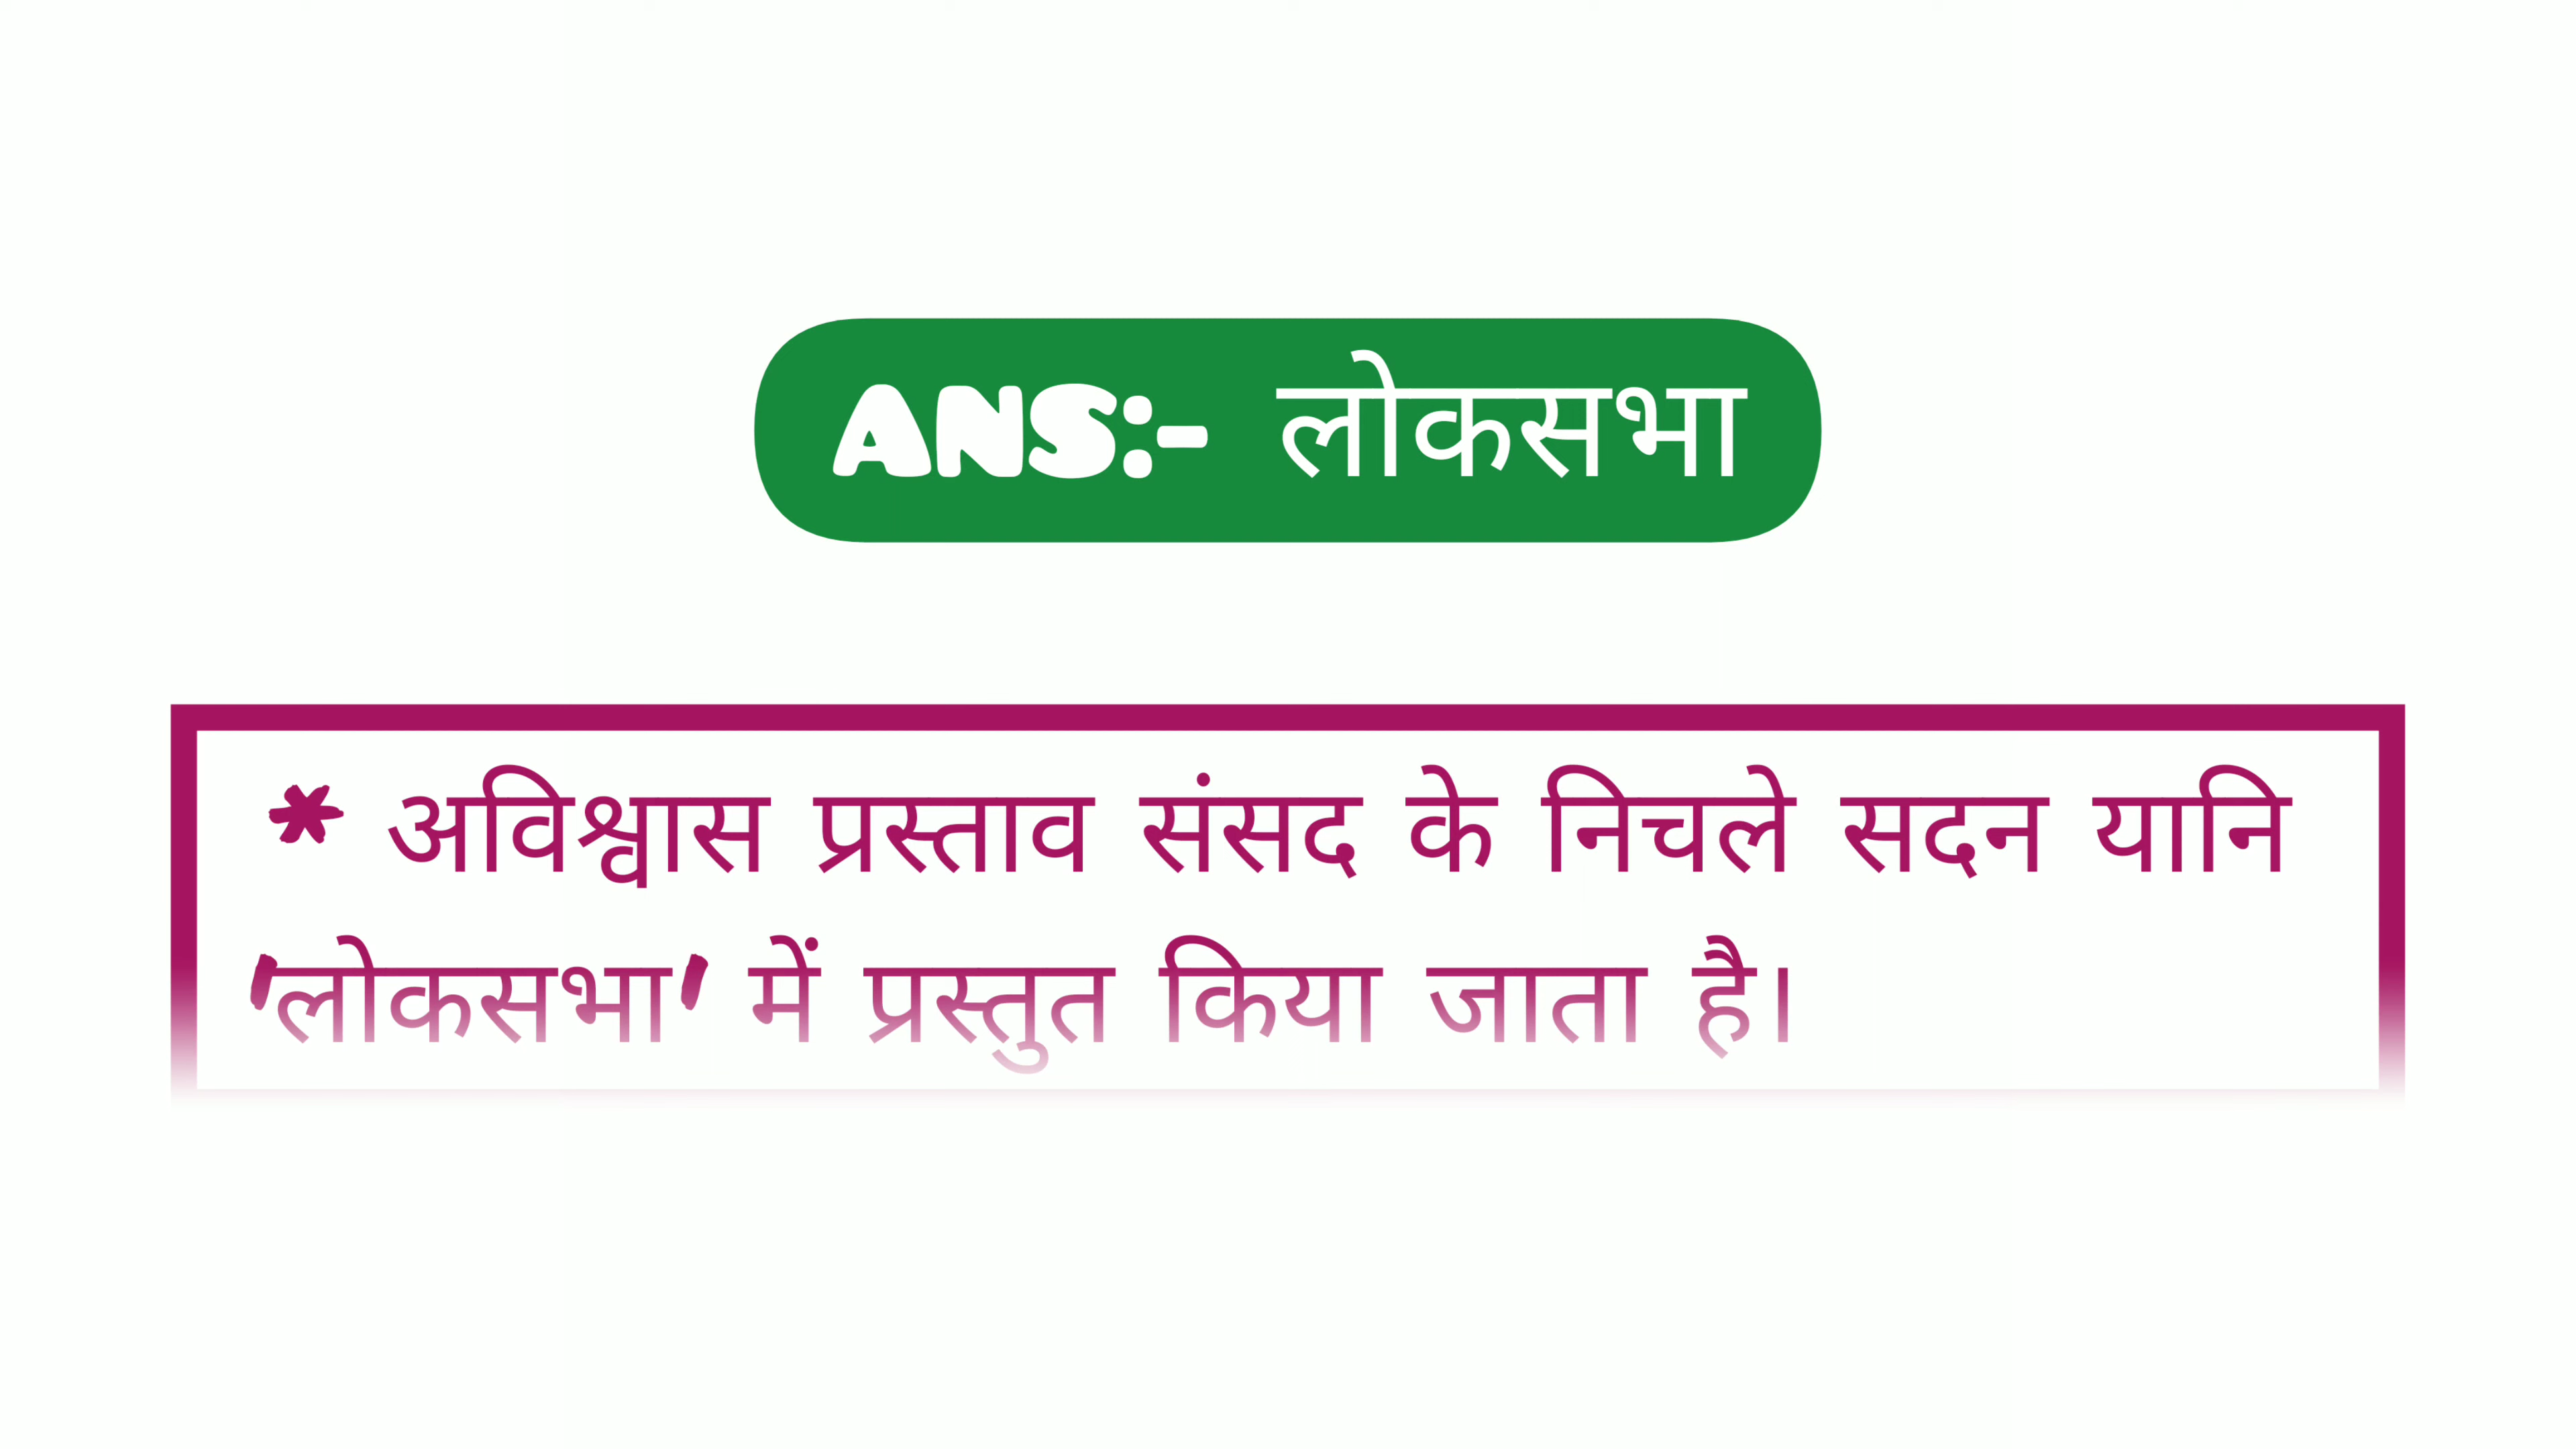 ANS:- लोकसभा
* अविश्वास प्रस्ताव संसद के निचले सदन यानि
'लोकसभा' में प्रस्तुत किया जाता है।